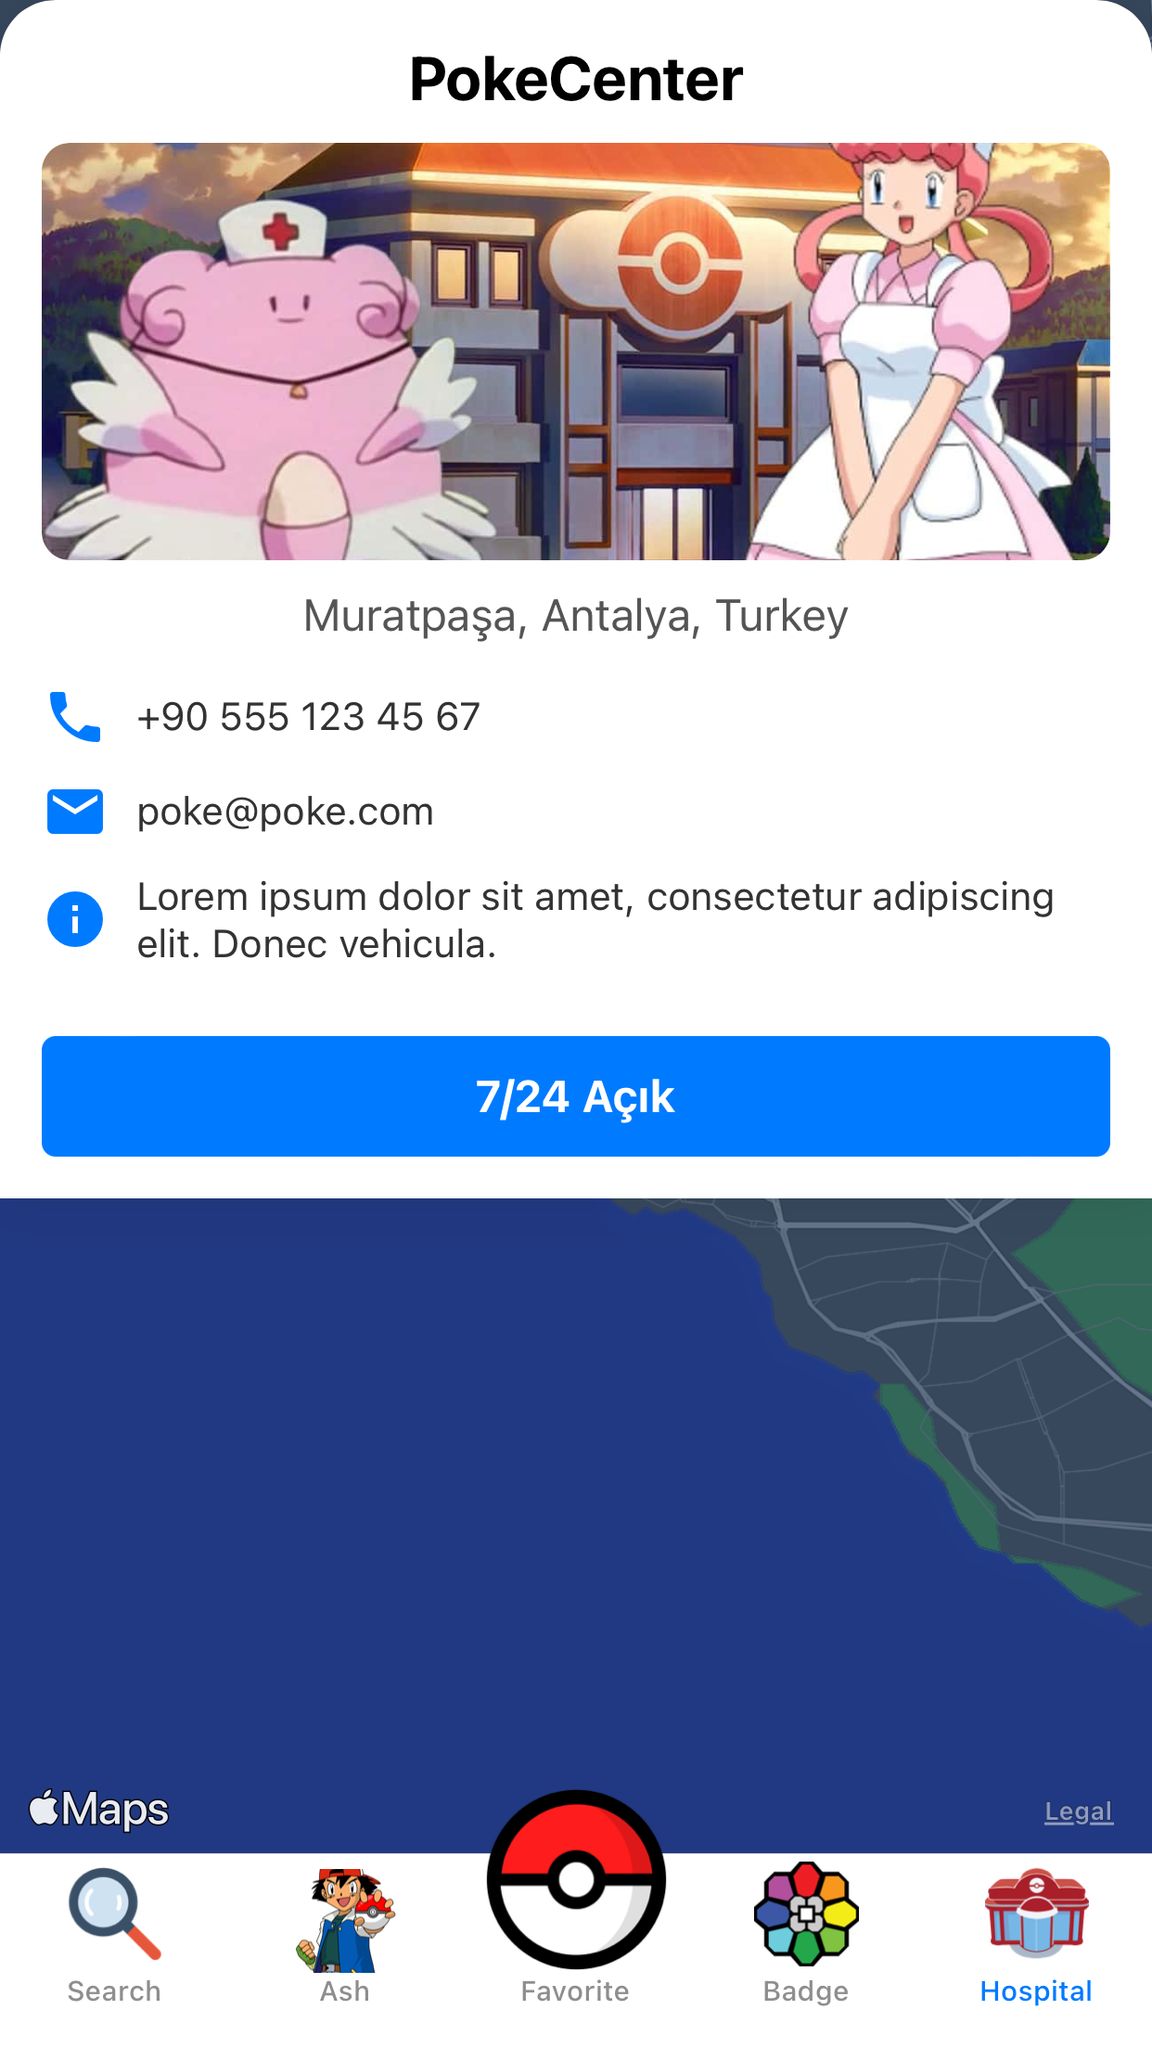 PokeCenter
Muratpaşa, Antalya, Turkey
+90 555 123 45 67
poke@poke.com
Lorem ipsum dolor sit amet, consectetur adipiscing
elit. Donec vehicula.
7/24 Açık
Maps
Legal
Search
Ash
Favorite
Badge
Hospital